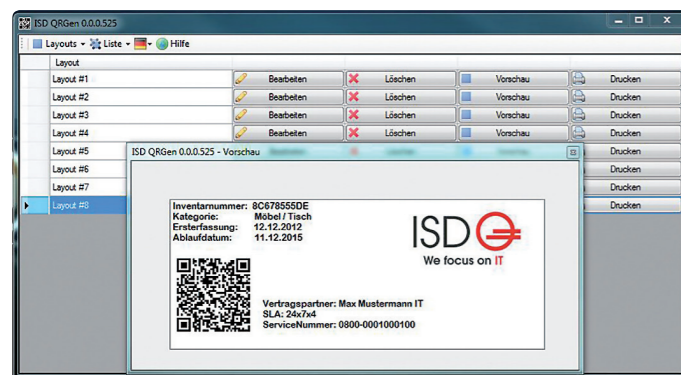 ISD QRGen 0.0.0.525
Layouts Liste Hilfe
Layout
Layout #1 Bearbeiten Löschen Vorschau Drucken
Layout #2 Bearbeiten Löschen Vorschau Drucken
Layout #3 Bearbeiten Löschen Vorschau Drucken
Layout #4 Bearbeiten Löschen Vorschau Drucken
Layout #5 Drucken
Layout #6 Drucken
Layout #7 Drucken
Layout #8 Drucken
ISD QRGen 0.0.0.525 - Vorschau
Inventarnummer: 8C678555DE
Kategorie: Möbel / Tisch
Ersterfassung: 12.12.2012
Ablaufdatum: 11.12.2015
ISD
We focus on IT
Vertragspartner: Max Mustermann IT
SLA: 24x7x4
ServiceNummer: 0800-0001000100